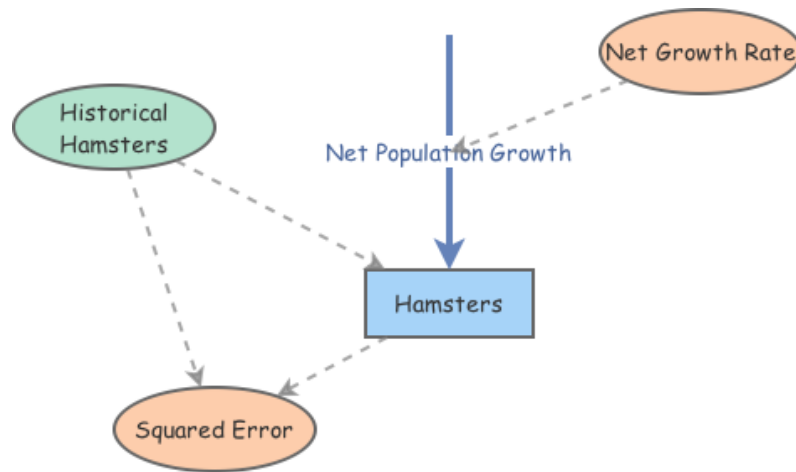 Net Growth Rate
Historical
Hamsters
Net Population Growth
Hamsters
Squared Error